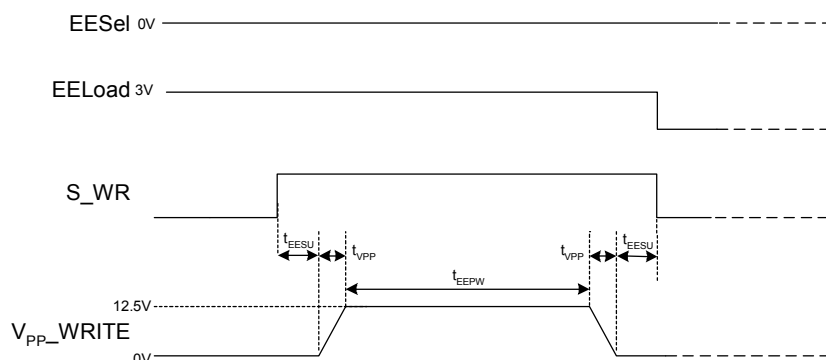 EESel 0V
EELoad 3V
S_WR
tEESU tVPP tVPP tEESU
tEEPW
12.5V
VPP_WRITE
0V